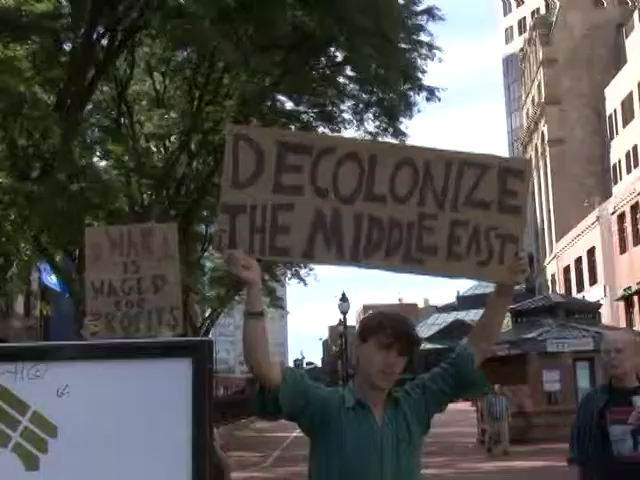 DECOLONIZE
THE MIDDLE EAST
WAR
IS
WAGED
FOR
PROFITS